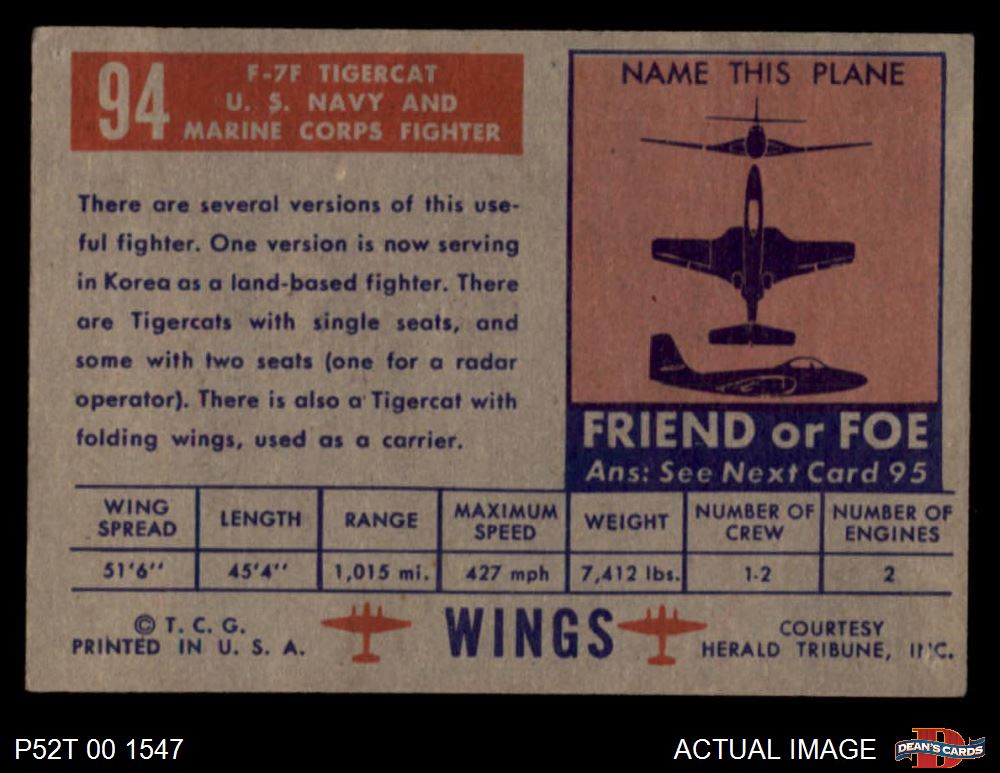 94
F-7F TIGERCAT
U. S. NAVY AND
MARINE CORPS FIGHTER
There are several versions of this use-
ful fighter. One version is now serving
in Korea as a land-based fighter. There
are Tigercats with single seats, and
some with two seats (one for a radar
operator). There is also a Tigercat with
folding wings, used as a carrier.
NAME THIS PLANE
FRIEND or FOE
Ans: See Next Card 95
WING SPREAD LENGTH RANGE MAXIMUM SPEED WEIGHT NUMBER OF CREW NUMBER OF ENGINES
51'6'' 45'4'' 1,015 mi. 427 mph 7,412 lbs. 1-2 2
© T. C. G.
PRINTED IN U. S. A.
WINGS
COURTESY
HERALD TRIBUNE, INC.
P52T 00 1547
ACTUAL IMAGE
D
DEAN'S CARDS